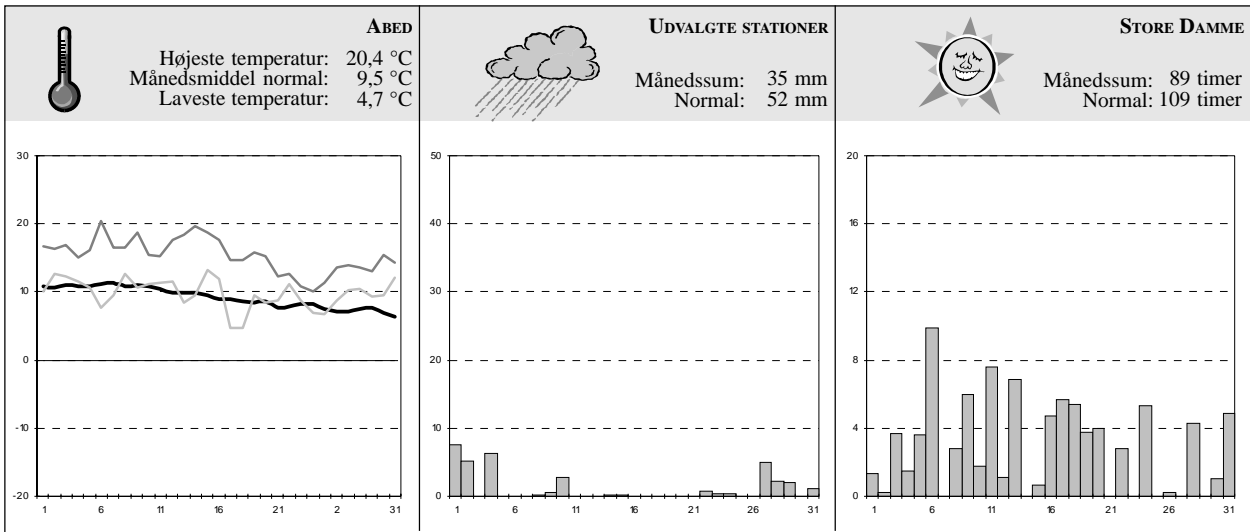 ABED
Højeste temperatur: 20,4 °C
Månedsmiddel normal: 9,5 °C
Laveste temperatur: 4,7 °C
30
20
10
0
-10
-20
1 6 11 16 21 2 31
UDVALGTE STATIONER
Månedssum: 35 mm
Normal: 52 mm
50
40
30
20
10
0
1 6 11 16 21 26 31
STORE DAMME
Månedssum: 89 timer
Normal: 109 timer
20
16
12
8
4
0
1 6 11 16 21 26 31